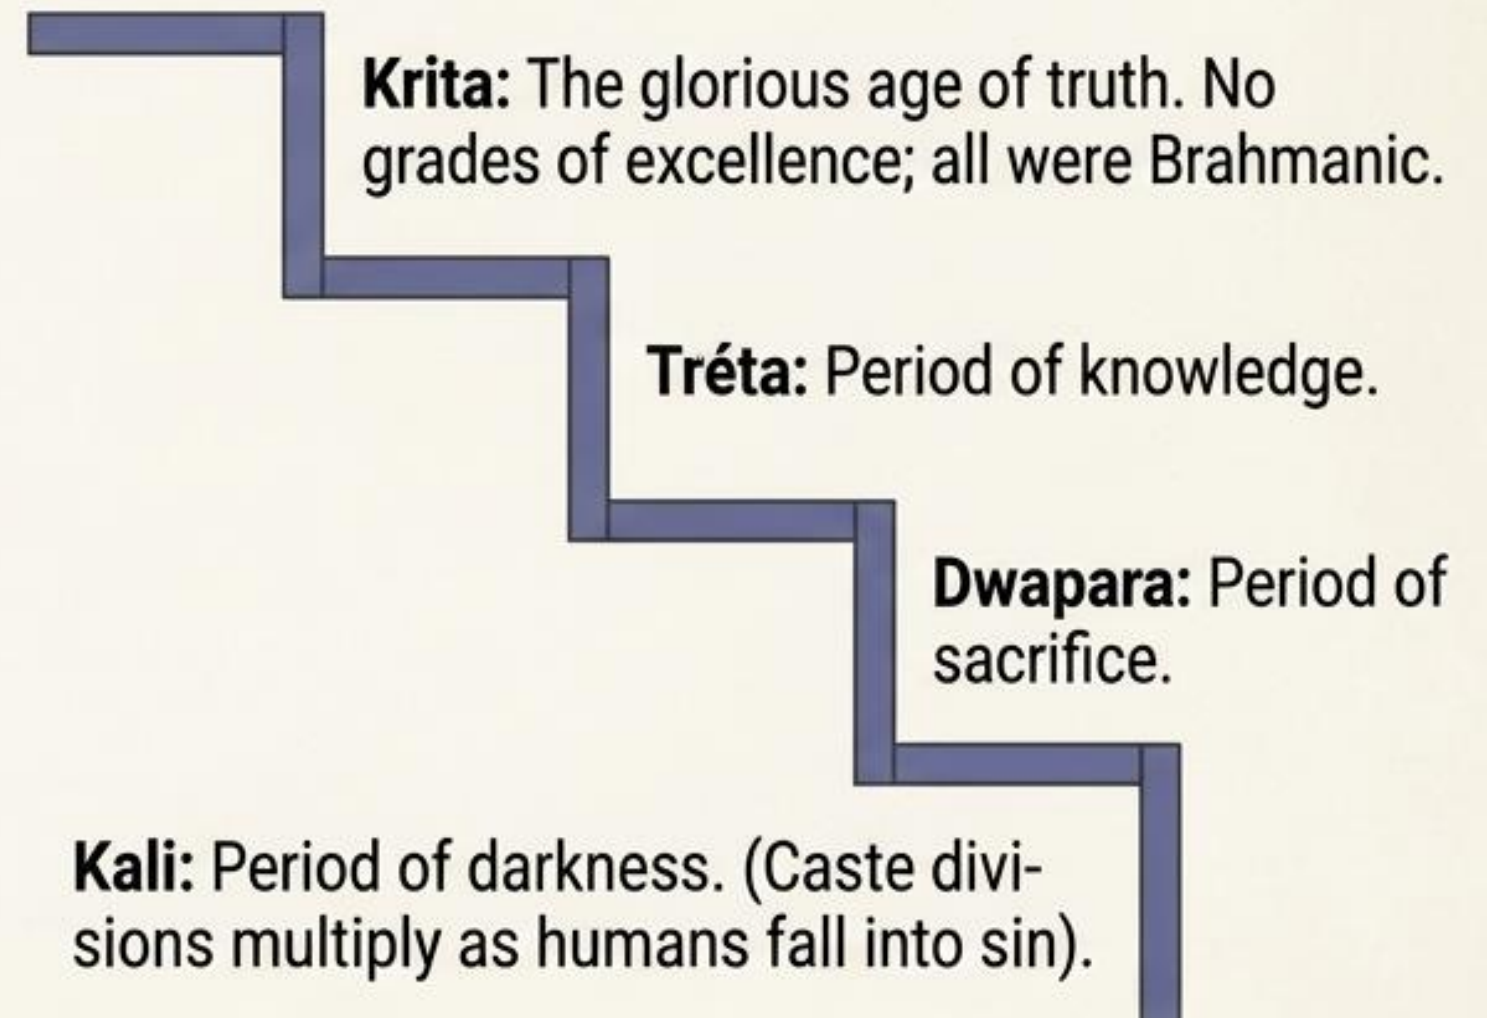 Krita: The glorious age of truth. No
grades of excellence; all were Brahmanic.
Tréta: Period of knowledge.
Dwapara: Period of
sacrifice.
Kali: Period of darkness. (Caste divi-
sions multiply as humans fall into sin).